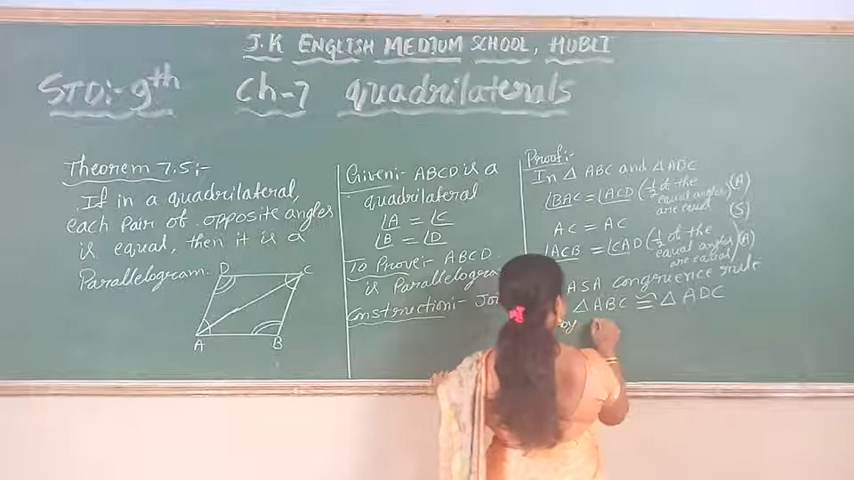 J.K ENGLISH MEDIUM SCHOOL, HUBLI
STD:- 9th Ch-7 quadrilaterals
Theorem 7.5:-
If in a quadrilateral,
each Pair of opposite angles
is equal, then it is a
Parallelogram.
D C
A B
Given:- ABCD is a
quadrilateral
∠A = ∠C
∠B = ∠D
To Prove:- ABCD
is Parallelogram
Construction:- Joi
Proof:-
In △ ABC and △ ADC
∠BAC = ∠ACD (½ of the equal angles are equal) (A)
AC = AC (S)
∠ACB = ∠CAD (½ of the equal angles are equal) (A)
ASA congruence rule
△ ABC ≅ △ ADC
by